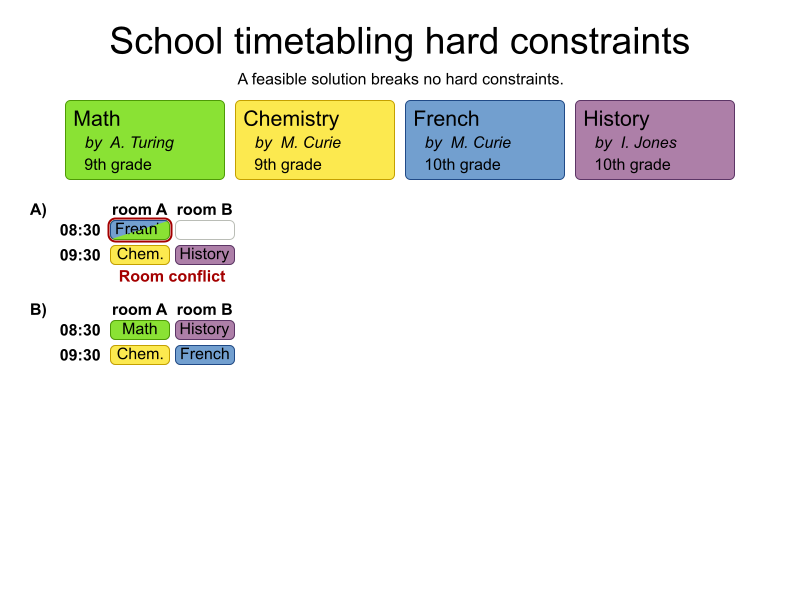 School timetabling hard constraints
A feasible solution breaks no hard constraints.
Math
by A. Turing
9th grade
Chemistry
by M. Curie
9th grade
French
by M. Curie
10th grade
History
by I. Jones
10th grade
A)
room A room B
08:30
09:30 Chem. History
Room conflict
B)
room A room B
08:30 Math History
09:30 Chem. French